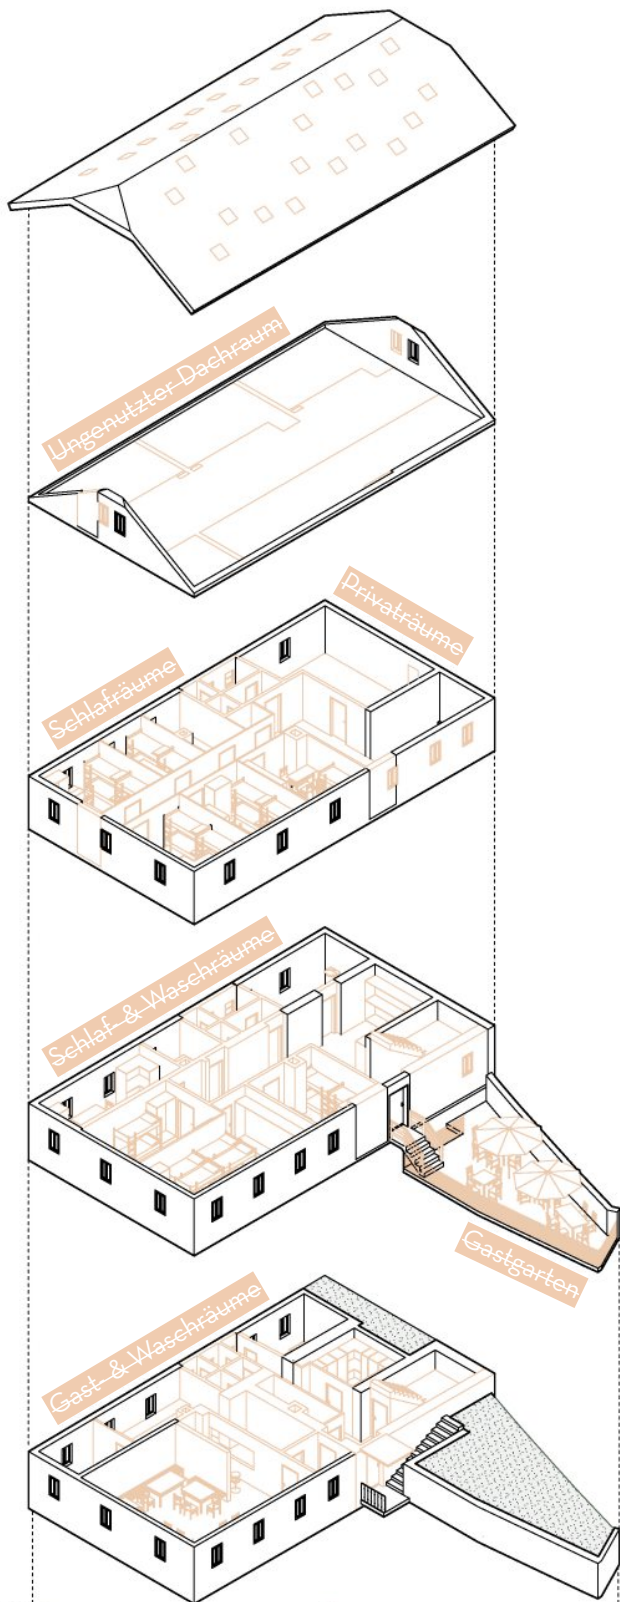 Ungenutzter Dachraum
Privaträume
Schlafräume
Schlaf- & Waschräume
Gastgarten
Gast- & Waschräume